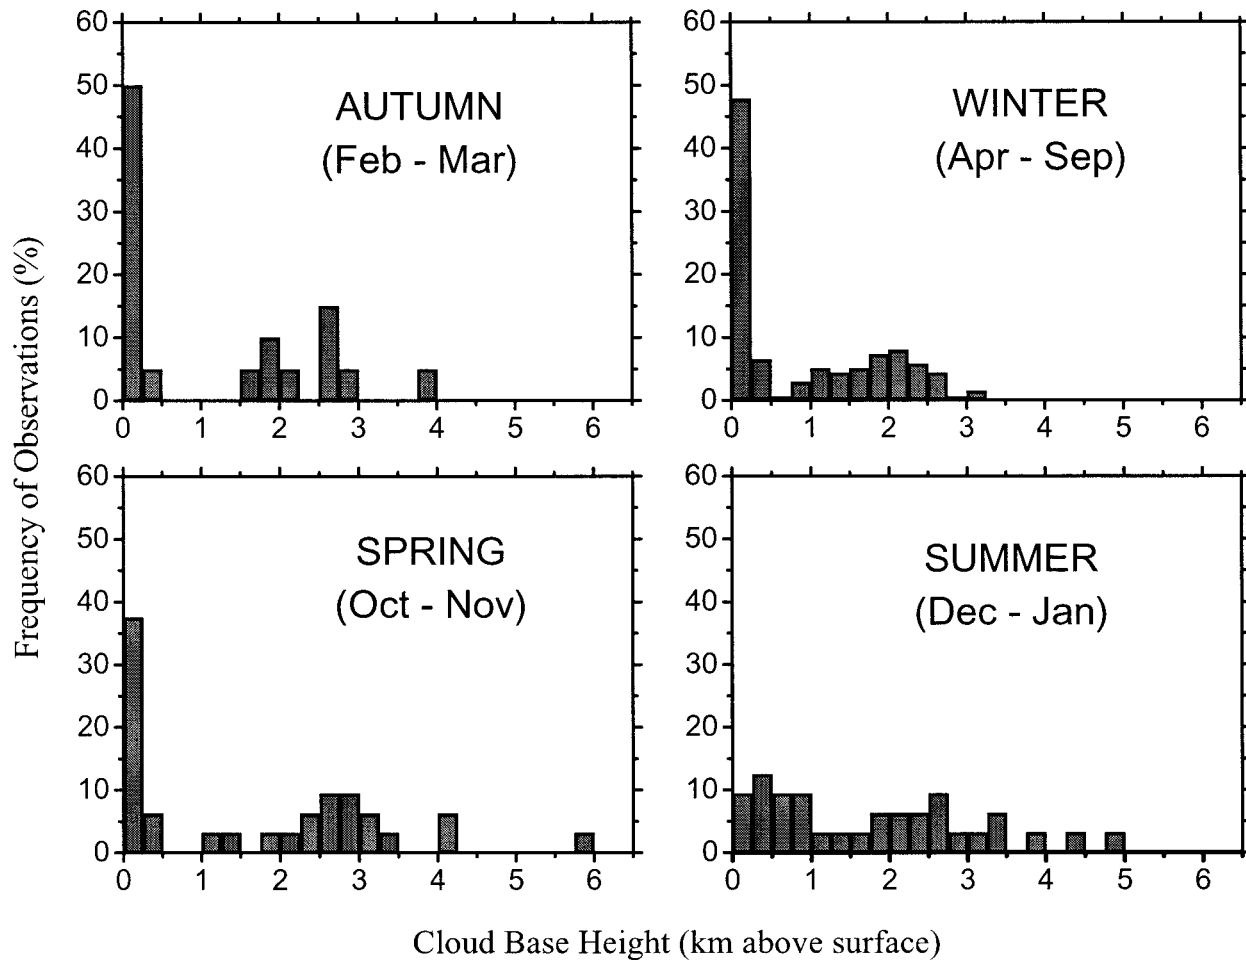 60
50
40
30
20
10
0
0 1 2 3 4 5 6
AUTUMN
(Feb - Mar)
60
50
40
30
20
10
0
0 1 2 3 4 5 6
WINTER
(Apr - Sep)
60
50
40
30
20
10
0
0 1 2 3 4 5 6
SPRING
(Oct - Nov)
60
50
40
30
20
10
0
0 1 2 3 4 5 6
SUMMER
(Dec - Jan)
Frequency of Observations (%)
Cloud Base Height (km above surface)